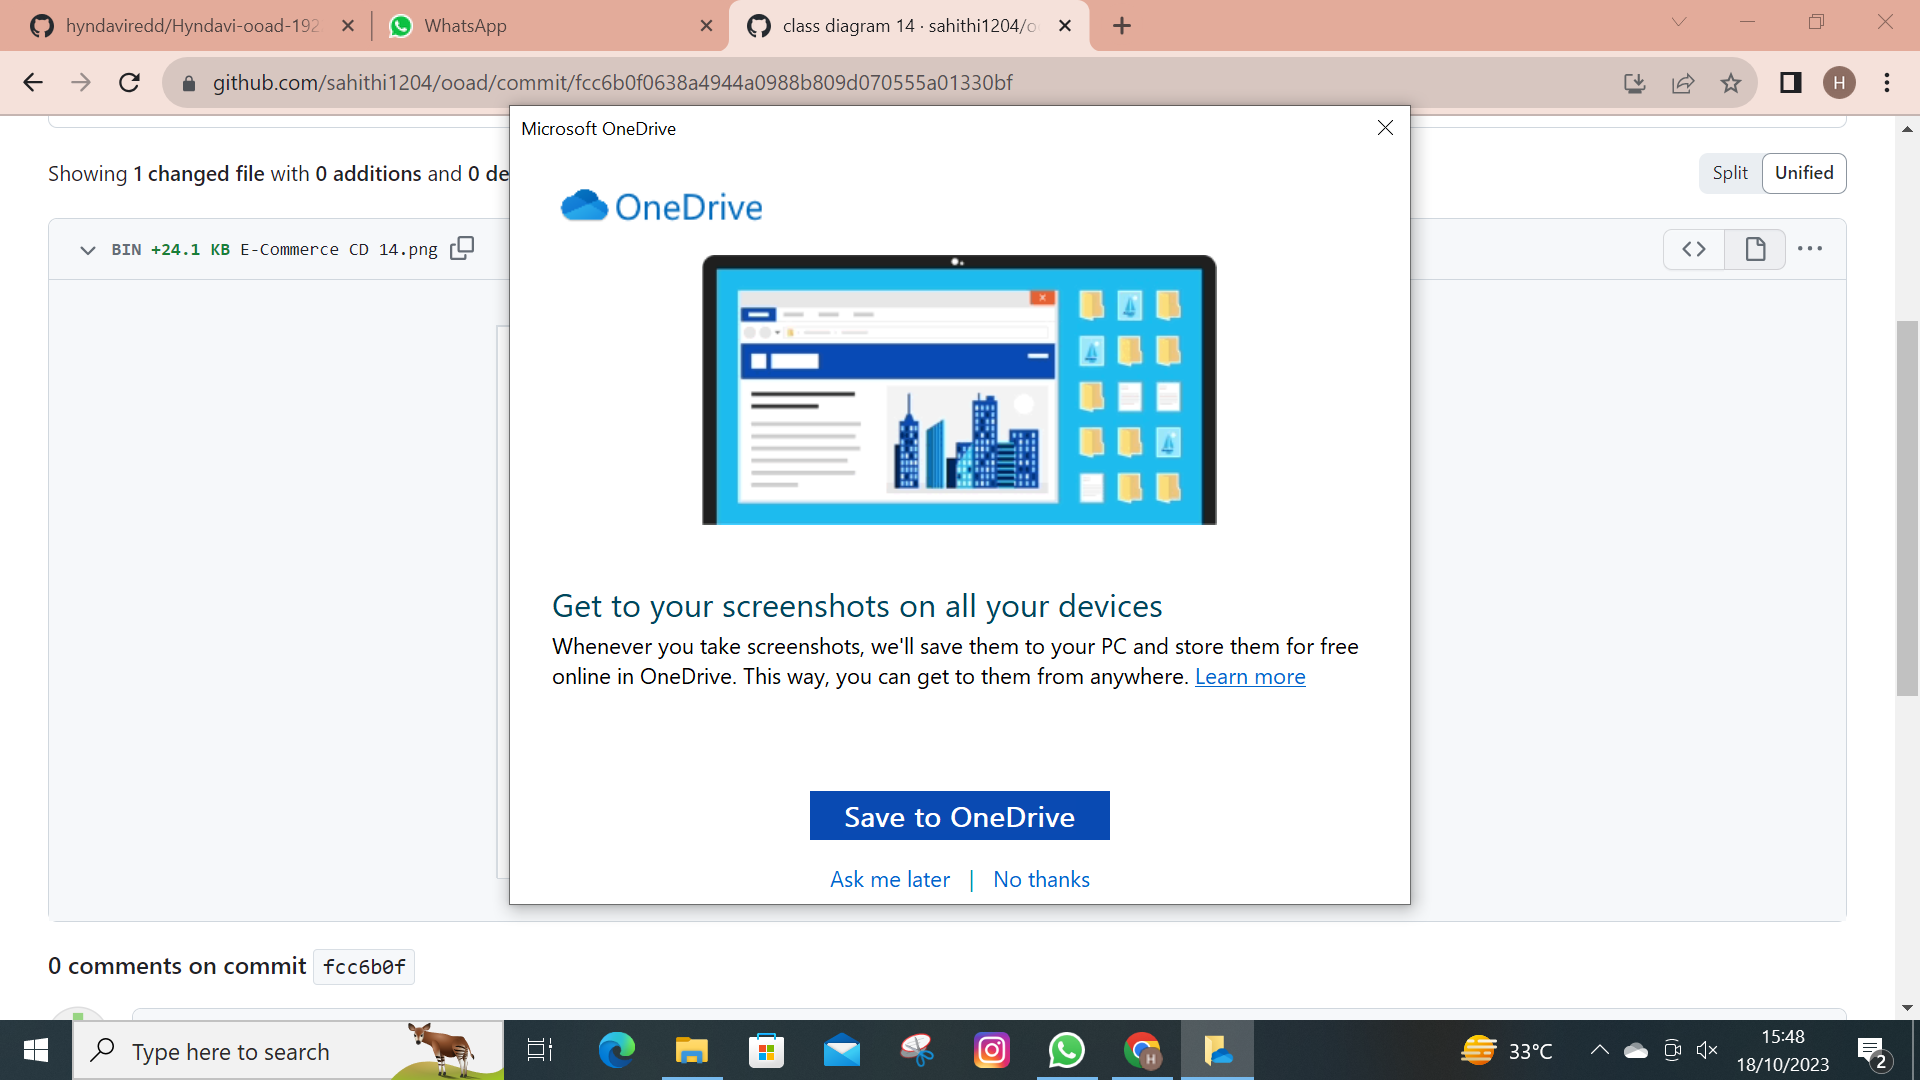 hyndaviredd/Hyndavi-ooad-192
WhatsApp
class diagram 14 · sahithi1204/o
github.com/sahithi1204/ooad/commit/fcc6b0f0638a4944a0988b809d070555a01330bf
H
Microsoft OneDrive
Showing 1 changed file with 0 additions and 0 de
Split
Unified
OneDrive
BIN +24.1 KB E-Commerce CD 14.png
Get to your screenshots on all your devices
Whenever you take screenshots, we'll save them to your PC and store them for free
online in OneDrive. This way, you can get to them from anywhere. Learn more
Save to OneDrive
Ask me later | No thanks
0 comments on commit fcc6b0f
Type here to search
H
33°C
15:48
18/10/2023
2